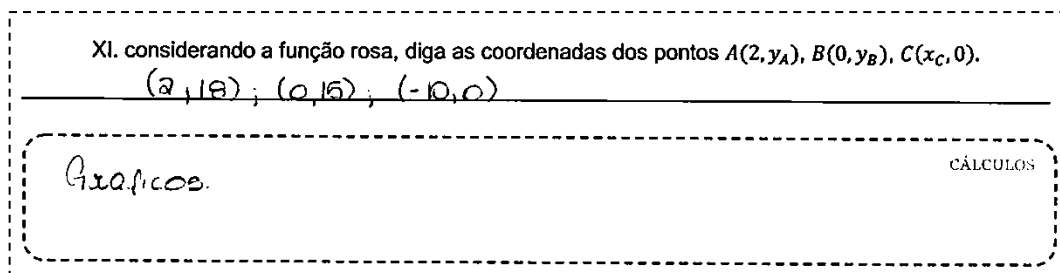 XI. considerando a função rosa, diga as coordenadas dos pontos A(2, y_A), B(0, y_B), C(x_C, 0).
(2,18); (0,15); (-10,0)
CÁLCULOS
Graficos.